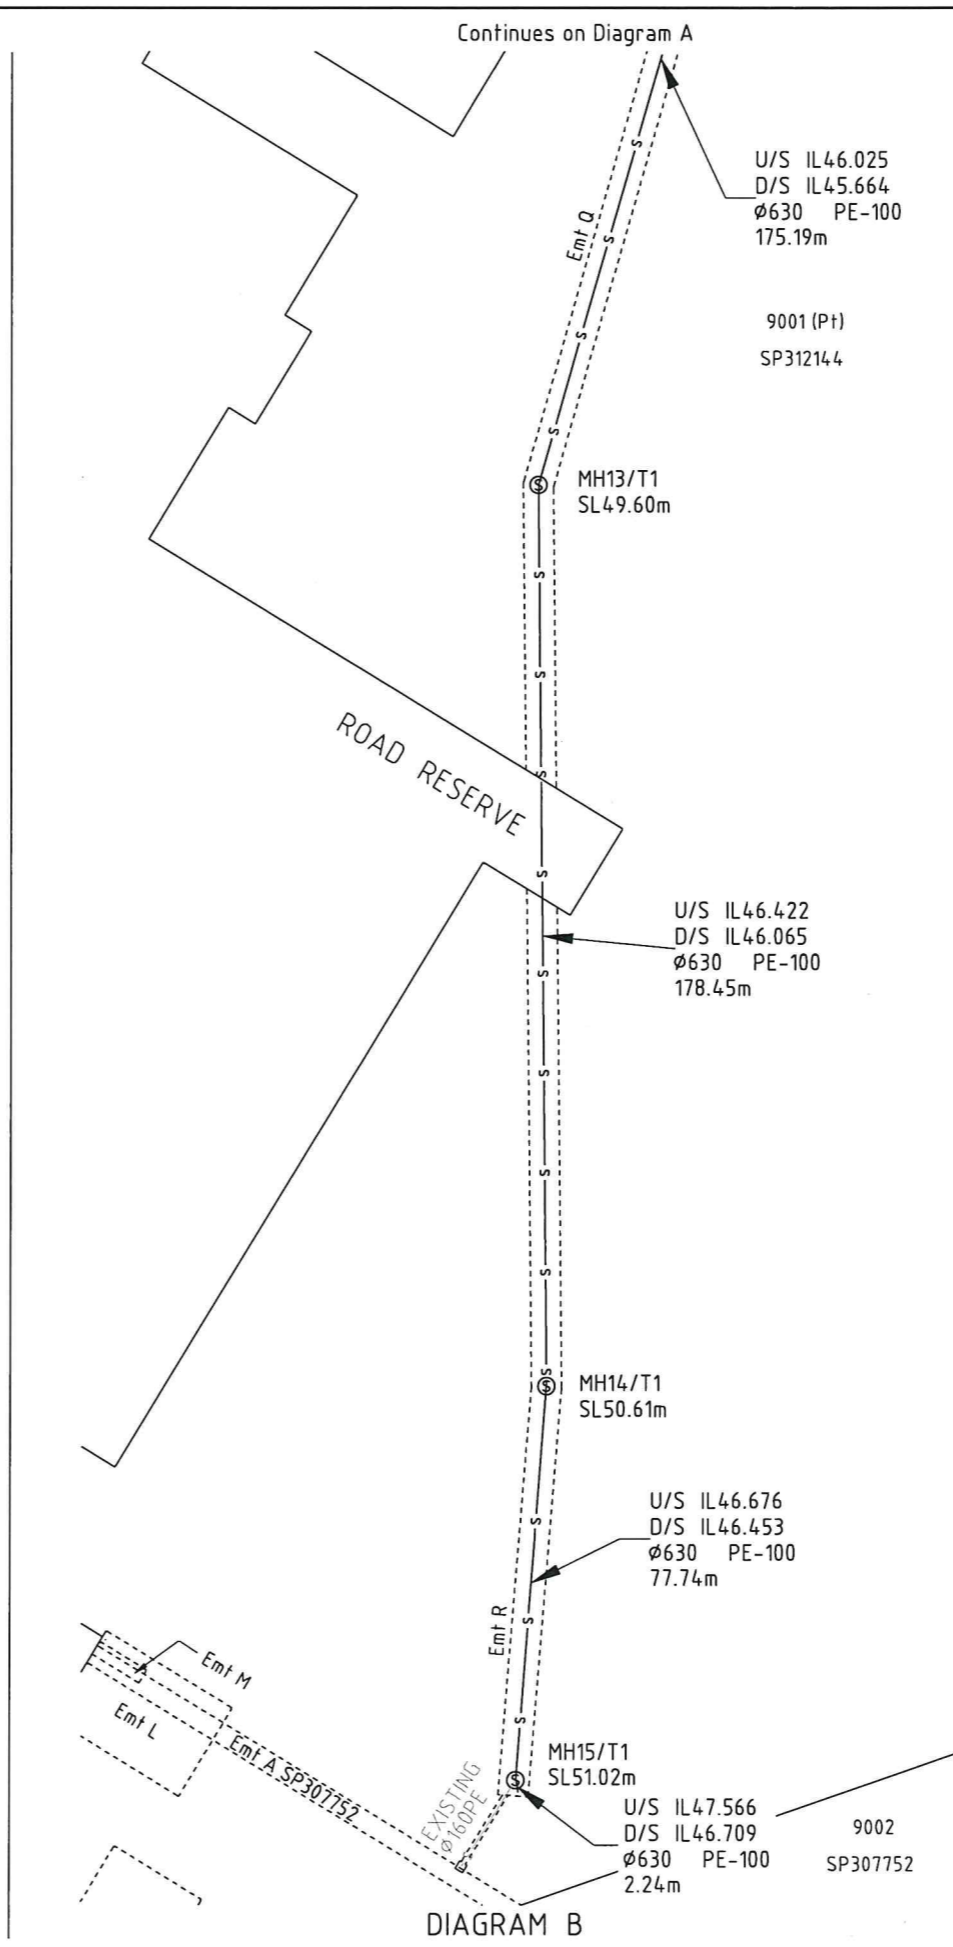 Continues on Diagram A
U/S IL46.025
D/S IL45.664
Ø630 PE-100
175.19m
Emt Q
9001 (Pt)
SP312144
S
S
S
S
S
MH13/T1
SL49.60m
S
S
ROAD RESERVE
S
S
U/S IL46.422
D/S IL46.065
Ø630 PE-100
178.45m
S
S
S
S
S
S
MH14/T1
SL50.61m
U/S IL46.676
D/S IL46.453
Ø630 PE-100
77.74m
S
S
S
Emt R
Emt M
Emt L
Emt A SP307752
EXISTING
Ø160PE
S
MH15/T1
SL51.02m
U/S IL47.566
D/S IL46.709
Ø630 PE-100
2.24m
9002
SP307752
DIAGRAM B